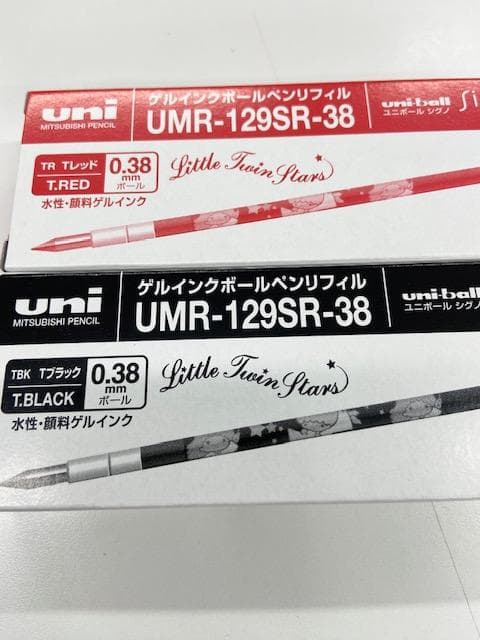 uni
MITSUBISHI PENCIL
ゲルインクボールペンリフィル
UMR-129SR-38
uni-ball
ユニボール シグノ
TR Tレッド
T.RED
0.38
mm
ボール
水性・顔料ゲルインク
Little Twin Stars
uni
MITSUBISHI PENCIL
ゲルインクボールペンリフィル
UMR-129SR-38
uni-ball
ユニボール シグノ
TBK Tブラック
T.BLACK
0.38
mm
ボール
水性・顔料ゲルインク
Little Twin Stars